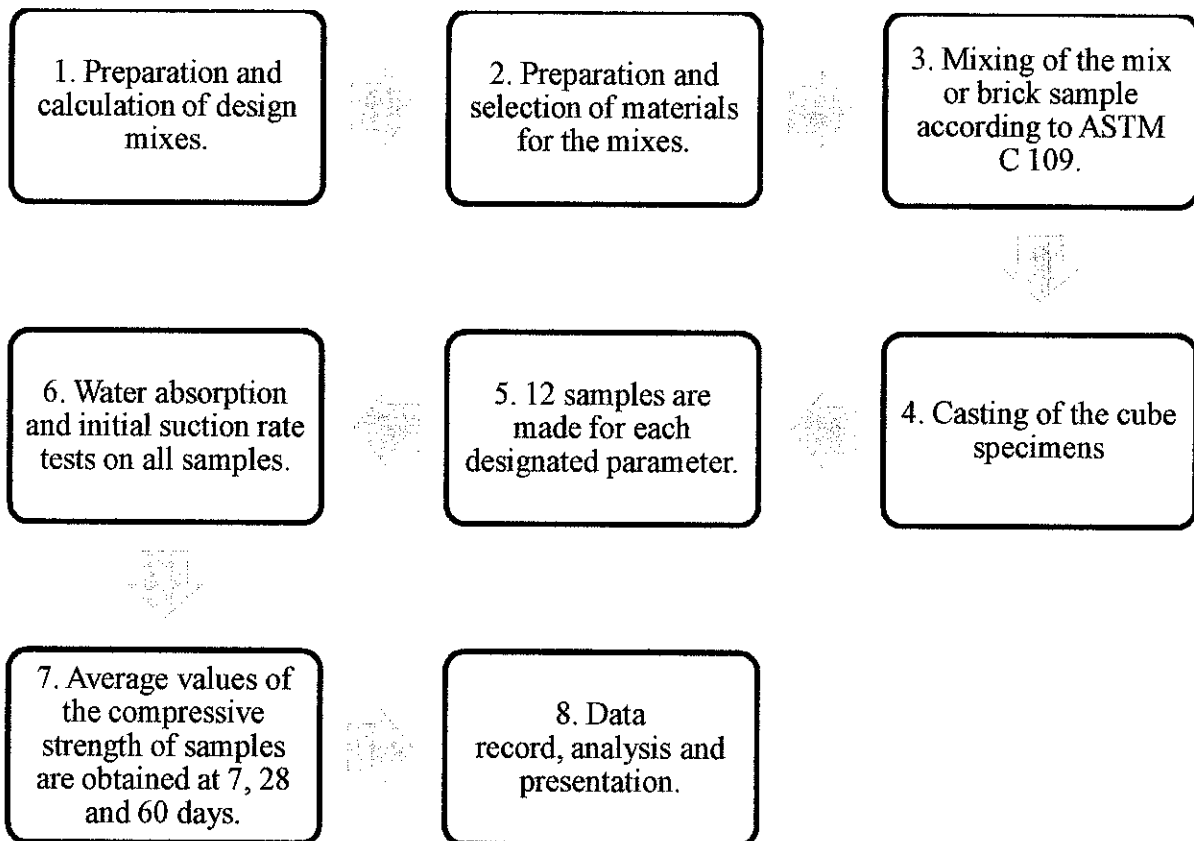 1. Preparation and
calculation of design
mixes.
2. Preparation and
selection of materials
for the mixes.
3. Mixing of the mix
or brick sample
according to ASTM
C 109.
4. Casting of the cube
specimens
5. 12 samples are
made for each
designated parameter.
6. Water absorption
and initial suction rate
tests on all samples.
7. Average values of
the compressive
strength of samples
are obtained at 7, 28
and 60 days.
8. Data
record, analysis and
presentation.